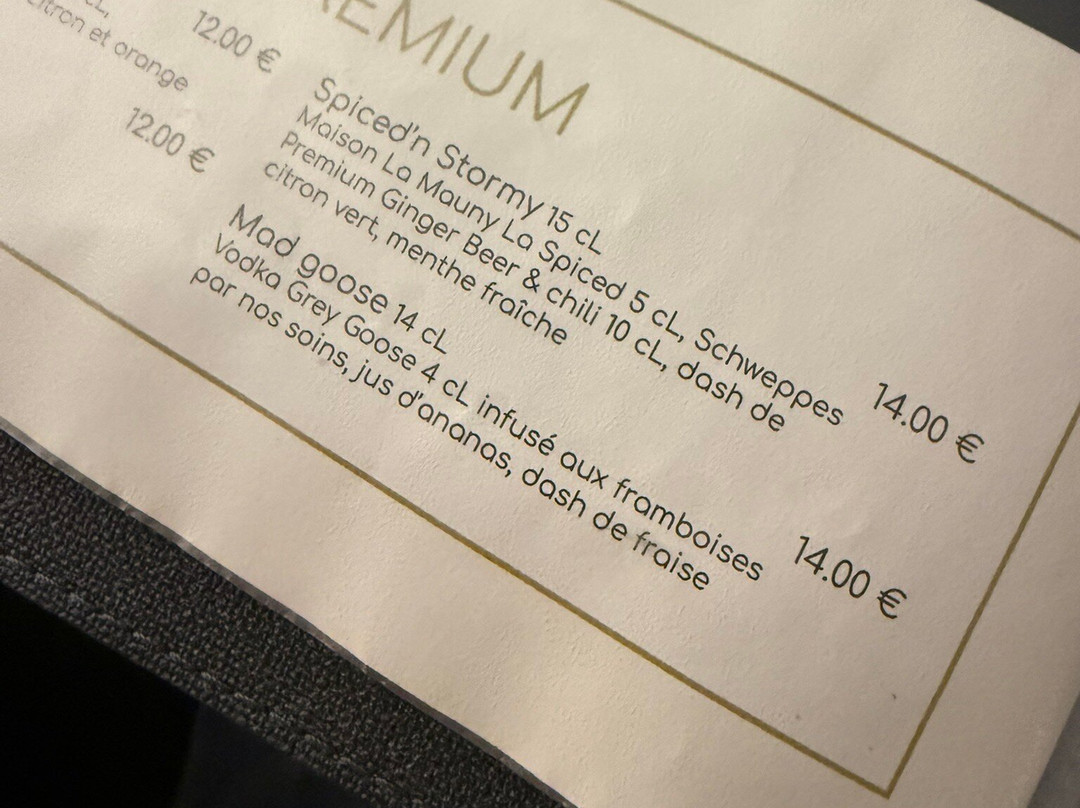 12.00 €
citron et orange
12.00 €
EMIUM
Spiced'n Stormy 15 cL
Maison La Mauny La Spiced 5 cL, Schweppes
Premium Ginger Beer & chili 10 cL, dash de
citron vert, menthe fraîche
14.00 €
Mad goose 14 cL
Vodka Grey Goose 4 cL infusé aux framboises
par nos soins, jus d'ananas, dash de fraise
14.00 €